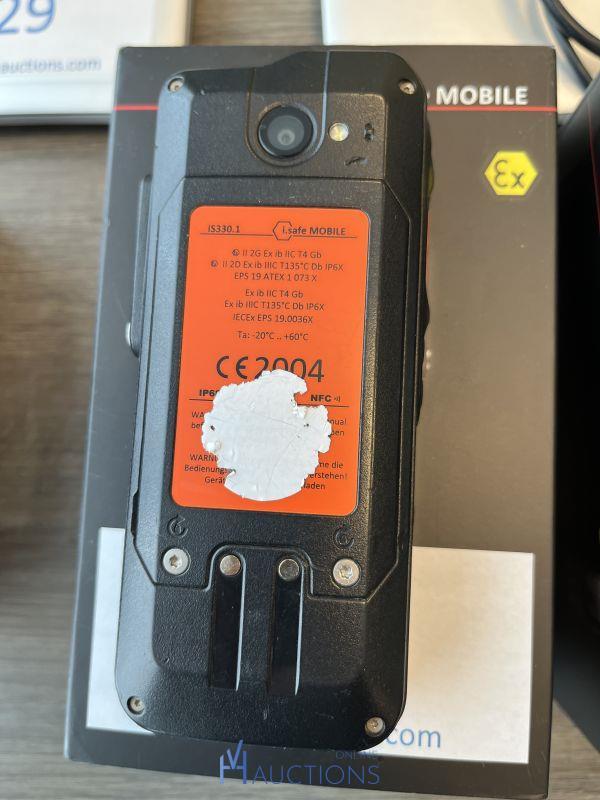 29
auctions.com
MOBILE
Ex
IS330.1 i.safe MOBILE
II 2G Ex ib IIC T4 Gb
II 2D Ex ib IIIC T135°C Db IP6X
EPS 19 ATEX 1 073 X
Ex ib IIC T4 Gb
Ex ib IIIC T135°C Db IP6X
IECEx EPS 19.0036X
Ta: -20°C .. +60°C
CE 2004
NFC
Bedienungs
.com
ONLINE
AUCTIONS